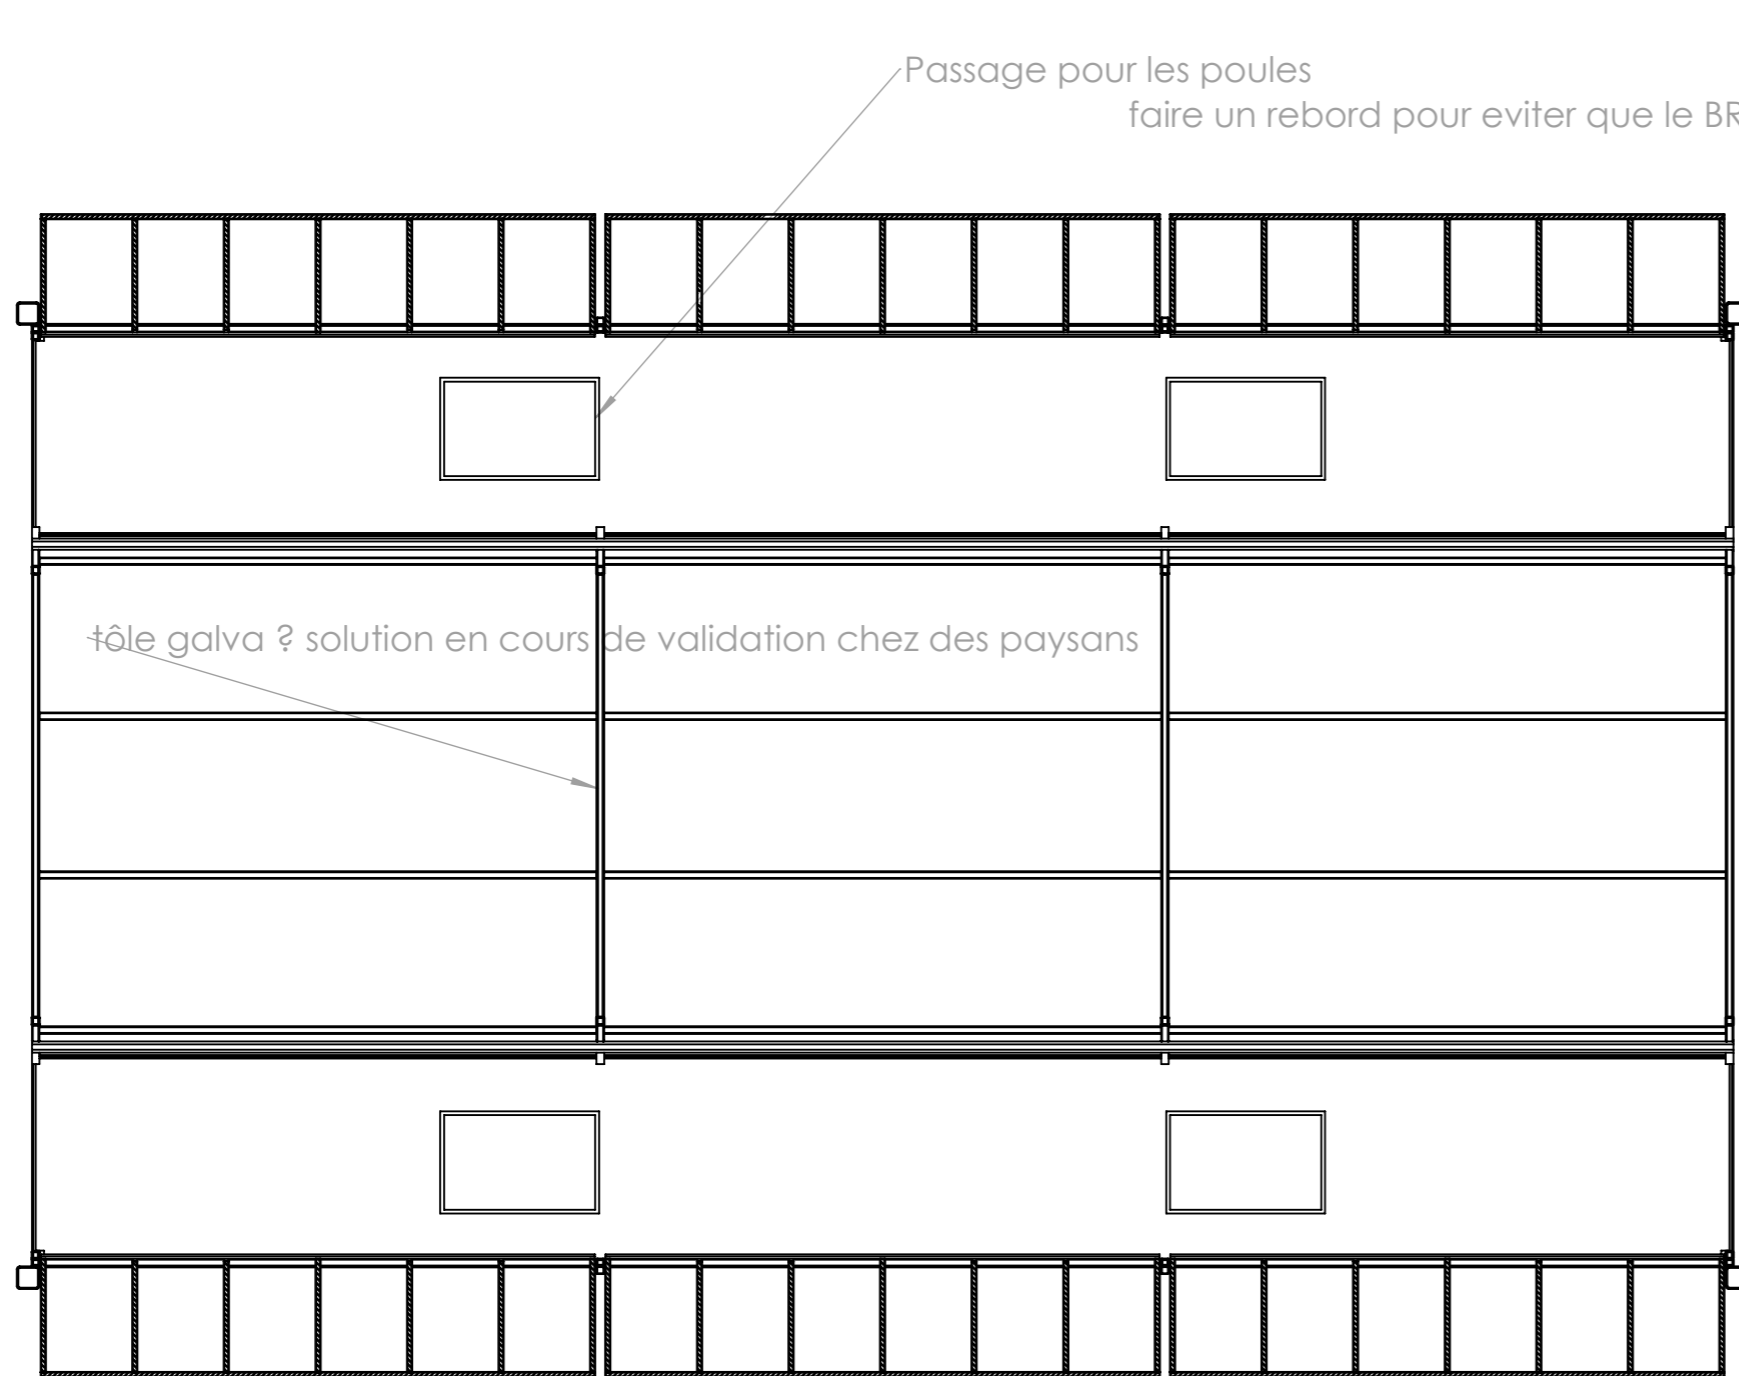 Passage pour les poules
faire un rebord pour eviter que le BR
tôle galva ? solution en cours de validation chez des paysans